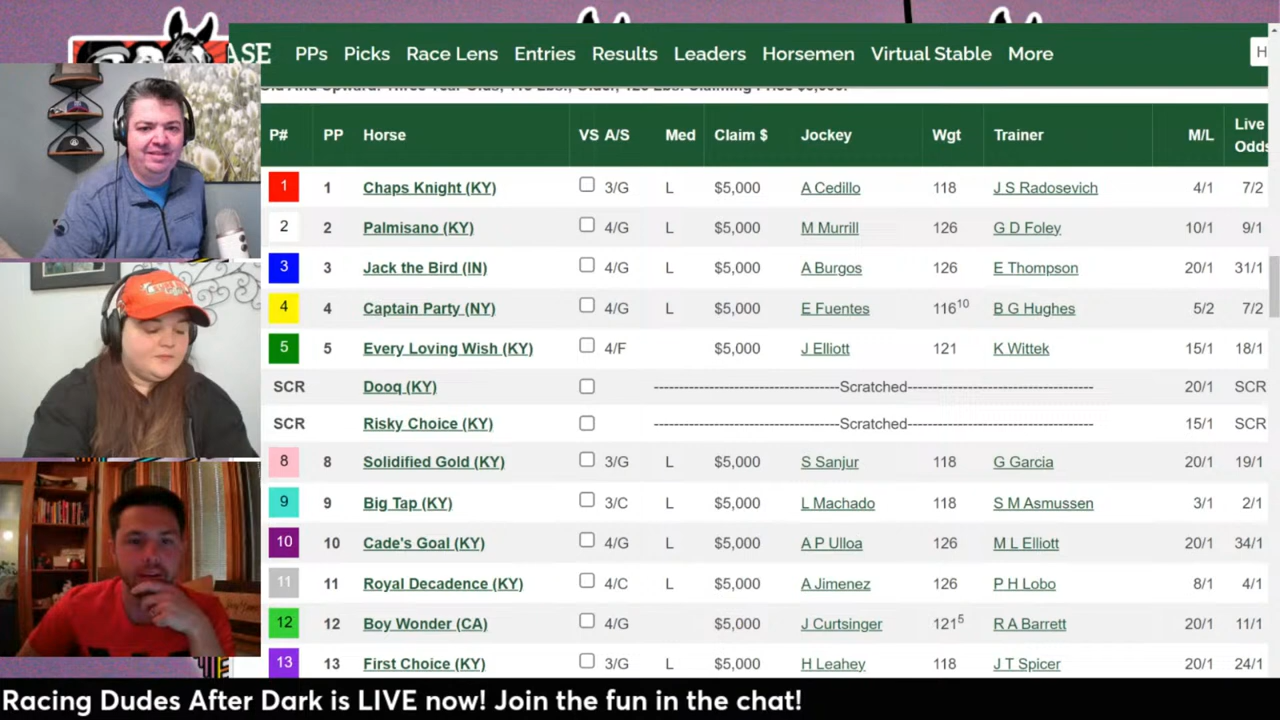 ASE PPs Picks Race Lens Entries Results Leaders Horsemen Virtual Stable More H
P# PP Horse VS A/S Med Claim $ Jockey Wgt Trainer M/L Live Odds
1 1 Chaps Knight (KY) 3/G L $5,000 A Cedillo 118 J S Radosevich 4/1 7/2
2 2 Palmisano (KY) 4/G L $5,000 M Murrill 126 G D Foley 10/1 9/1
3 3 Jack the Bird (IN) 4/G L $5,000 A Burgos 126 E Thompson 20/1 31/1
4 4 Captain Party (NY) 4/G L $5,000 E Fuentes 116¹⁰ B G Hughes 5/2 7/2
5 5 Every Loving Wish (KY) 4/F $5,000 J Elliott 121 K Wittek 15/1 18/1
SCR Dooq (KY) ---------------------------------------Scratched--------------------------------------- 20/1 SCR
SCR Risky Choice (KY) ---------------------------------------Scratched--------------------------------------- 15/1 SCR
8 8 Solidified Gold (KY) 3/G L $5,000 S Sanjur 118 G Garcia 20/1 19/1
9 9 Big Tap (KY) 3/C L $5,000 L Machado 118 S M Asmussen 3/1 2/1
10 10 Cade's Goal (KY) 4/G L $5,000 A P Ulloa 126 M L Elliott 20/1 34/1
11 11 Royal Decadence (KY) 4/C L $5,000 A Jimenez 126 P H Lobo 8/1 4/1
12 12 Boy Wonder (CA) 4/G $5,000 J Curtsinger 121⁵ R A Barrett 20/1 11/1
13 13 First Choice (KY) 3/G L $5,000 H Leahey 118 J T Spicer 20/1 24/1
Racing Dudes After Dark is LIVE now! Join the fun in the chat!